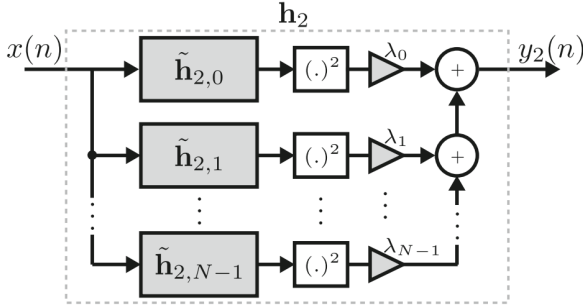 h₂
x(n) h̃₂,₀ (.)² λ₀ + y₂(n)
h̃₂,₁ (.)² λ₁ +
h̃₂,N−1 (.)² λN−1